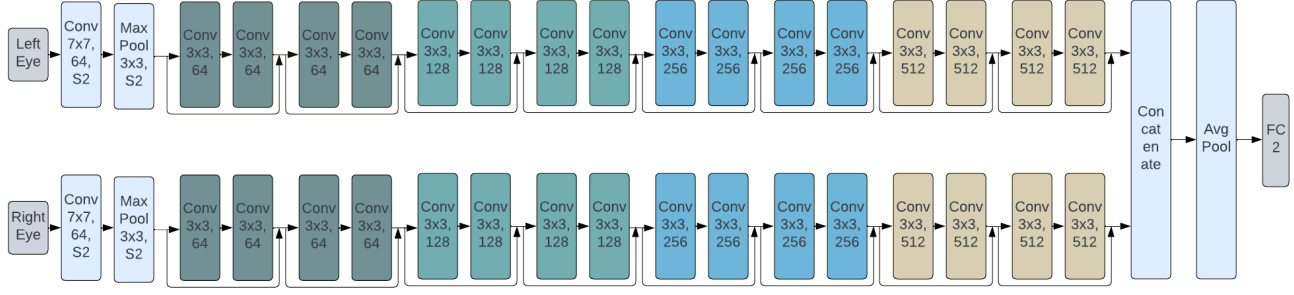 Left
Eye
Conv
7x7,
64,
S2
Max
Pool
3x3,
S2
Conv
3x3,
64
Conv
3x3,
64
Conv
3x3,
64
Conv
3x3,
64
Conv
3x3,
128
Conv
3x3,
128
Conv
3x3,
128
Conv
3x3,
128
Conv
3x3,
256
Conv
3x3,
256
Conv
3x3,
256
Conv
3x3,
256
Conv
3x3,
512
Conv
3x3,
512
Conv
3x3,
512
Conv
3x3,
512
Right
Eye
Conv
7x7,
64,
S2
Max
Pool
3x3,
S2
Conv
3x3,
64
Conv
3x3,
64
Conv
3x3,
64
Conv
3x3,
64
Conv
3x3,
128
Conv
3x3,
128
Conv
3x3,
128
Conv
3x3,
128
Conv
3x3,
256
Conv
3x3,
256
Conv
3x3,
256
Conv
3x3,
256
Conv
3x3,
512
Conv
3x3,
512
Conv
3x3,
512
Conv
3x3,
512
Con
cat
en
ate
Avg
Pool
FC
2